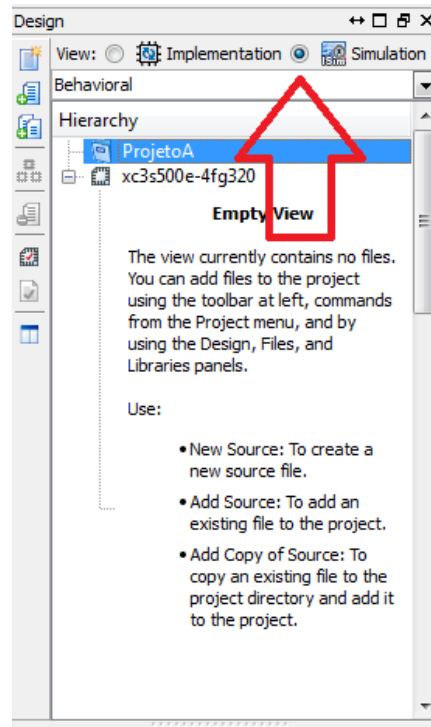 Design
View: Implementation Simulation
Behavioral
Hierarchy
ProjetoA
xc3s500e-4fg320
Empty View
The view currently contains no files.
You can add files to the project
using the toolbar at left, commands
from the Project menu, and by
using the Design, Files, and
Libraries panels.
Use:
• New Source: To create a
new source file.
• Add Source: To add an
existing file to the project.
• Add Copy of Source: To
copy an existing file to the
project directory and add it
to the project.